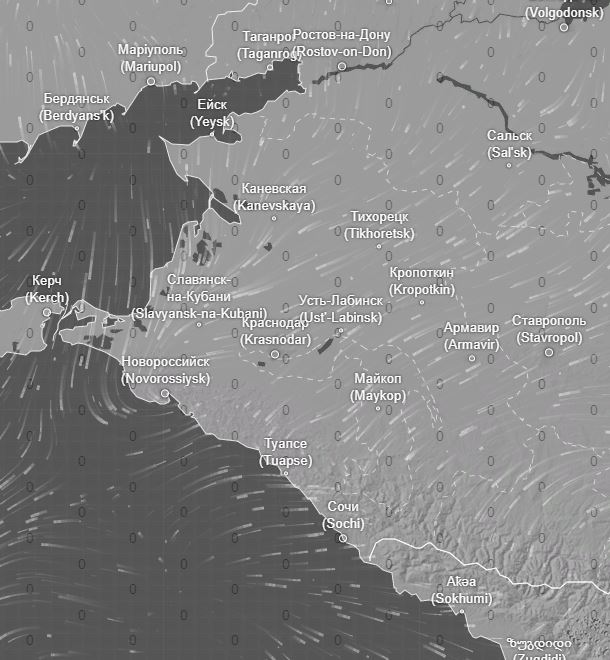 (Volgodonsk)
Таганрог
Ростов-на-Дону
(Taganrog)
(Rostov-on-Don)
Маріуполь
(Mariupol)
Бердянськ
(Berdyans'k)
Ейск
(Yeysk)
Сальск
(Sal'sk)
Каневская
(Kanevskaya)
Тихорецк
(Tikhoretsk)
Кропоткин
(Kropotkin)
Керч
(Kerch)
Славянск-
на-Кубани
(Slavyansk-na-Kubani)
Усть-Лабинск
(Ust'-Labinsk)
Краснодар
(Krasnodar)
Армавир
(Armavir)
Ставрополь
(Stavropol)
Новороссийск
(Novorossiysk)
Майкоп
(Maykop)
Туапсе
(Tuapse)
Сочи
(Sochi)
Аҟәа
(Sokhumi)
ზუგდიდი
(Zugdidi)